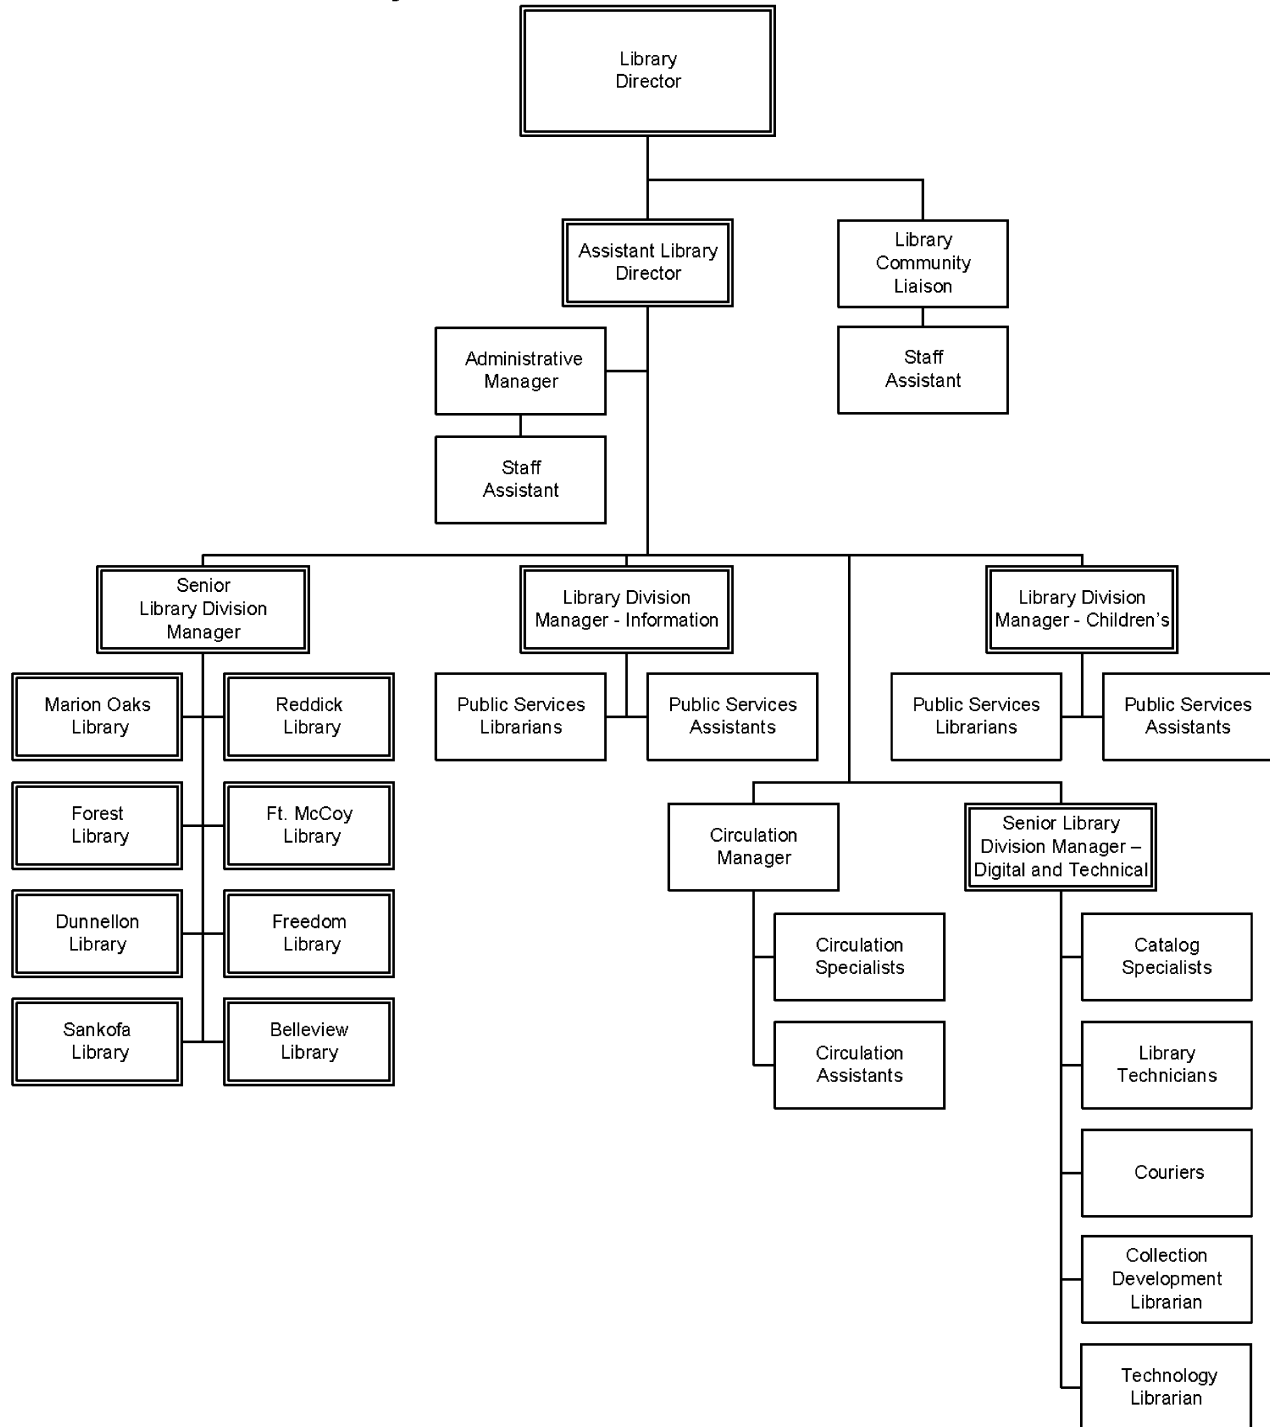 Library
Director
Assistant Library
Director
Library
Community
Liaison
Administrative
Manager
Staff
Assistant
Staff
Assistant
Senior
Library Division
Manager
Library Division
Manager - Information
Library Division
Manager - Children's
Marion Oaks
Library
Reddick
Library
Public Services
Librarians
Public Services
Assistants
Public Services
Librarians
Public Services
Assistants
Forest
Library
Ft. McCoy
Library
Circulation
Manager
Senior Library
Division Manager –
Digital and Technical
Dunnellon
Library
Freedom
Library
Circulation
Specialists
Catalog
Specialists
Sankofa
Library
Belleview
Library
Circulation
Assistants
Library
Technicians
Couriers
Collection
Development
Librarian
Technology
Librarian